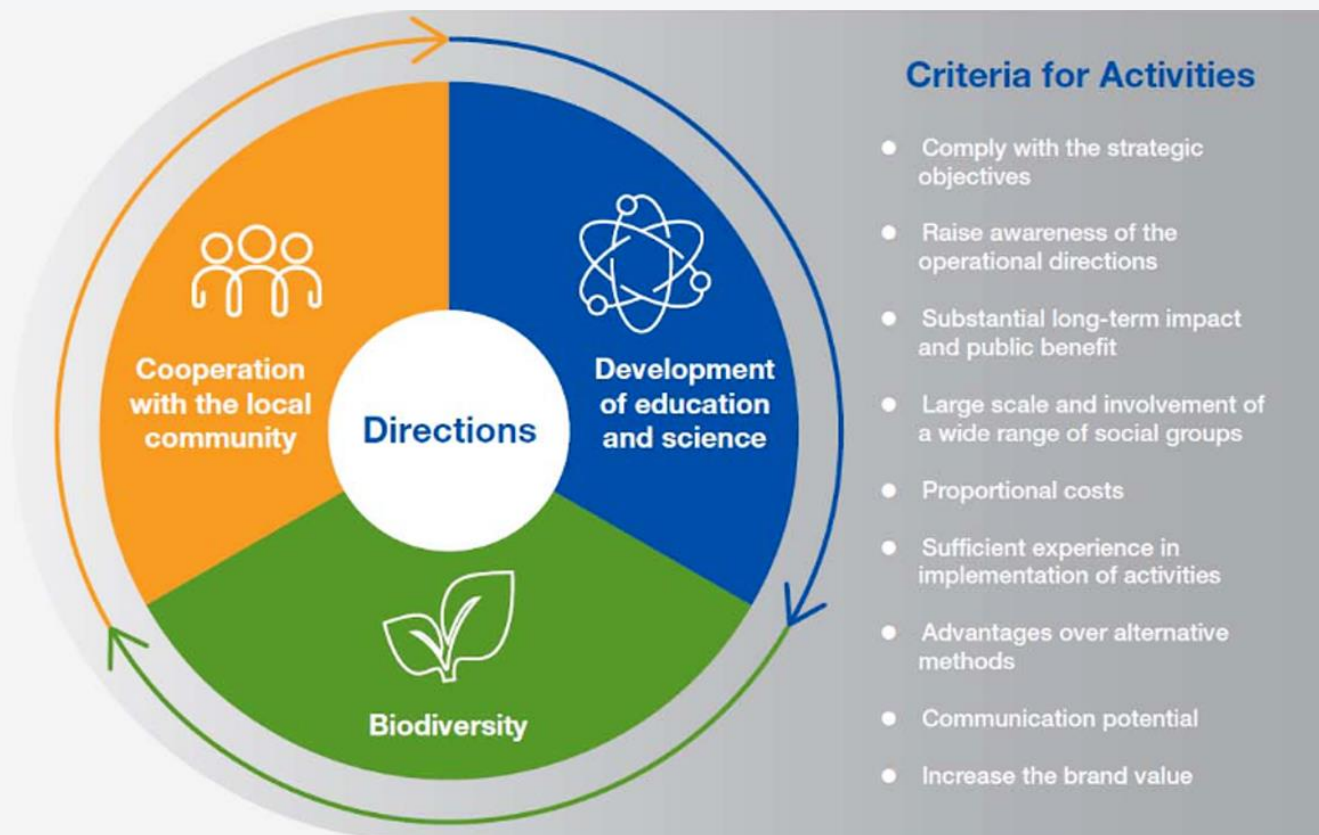 Cooperation
with the local
community
Directions
Development
of education
and science
Biodiversity
Criteria for Activities
Comply with the strategic
objectives
Raise awareness of the
operational directions
Substantial long-term impact
and public benefit
Large scale and involvement of
a wide range of social groups
Proportional costs
Sufficient experience in
implementation of activities
Advantages over alternative
methods
Communication potential
Increase the brand value